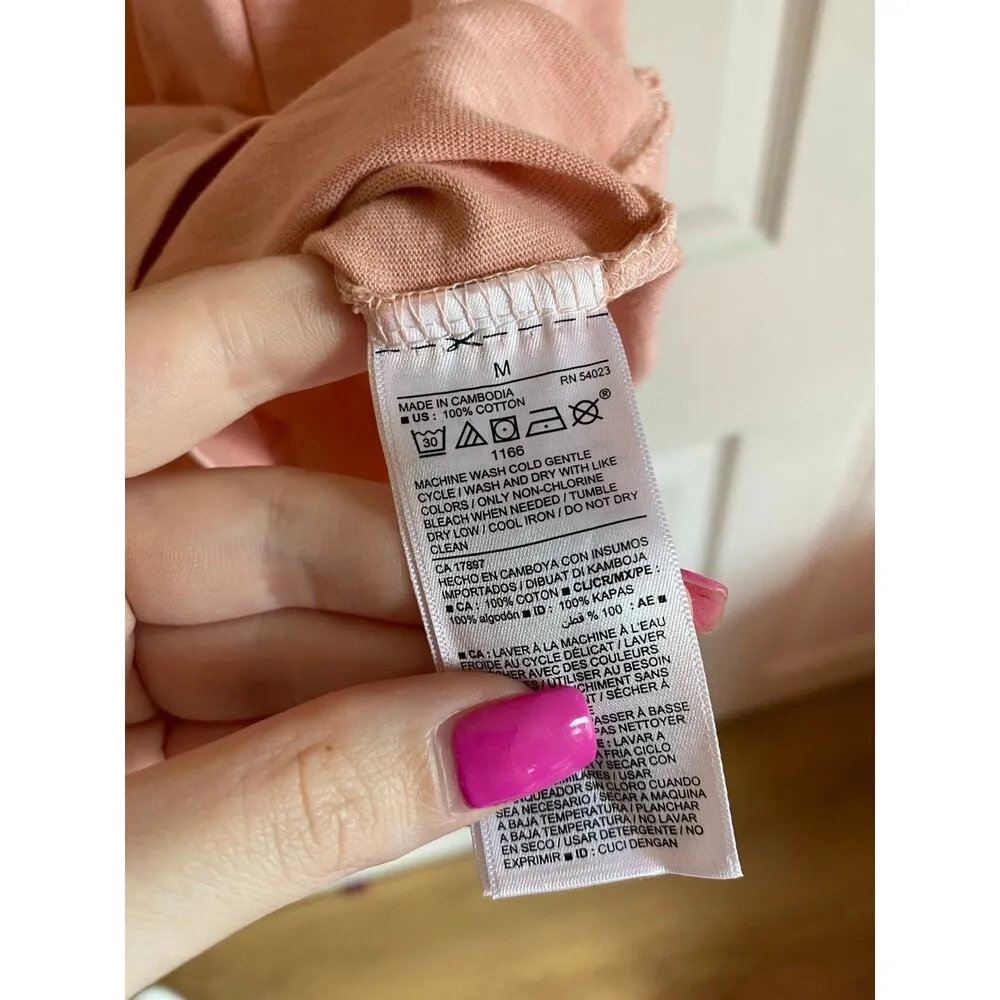 M
RN 54023
MADE IN CAMBODIA
■ US : 100% COTTON
30 ®
1166
MACHINE WASH COLD GENTLE
CYCLE / WASH AND DRY WITH LIKE
COLORS / ONLY NON-CHLORINE
BLEACH WHEN NEEDED / TUMBLE
DRY LOW / COOL IRON / DO NOT DRY
CLEAN
CA 17897
HECHO EN CAMBOYA CON INSUMOS
IMPORTADOS / DIBUAT DI KAMBOJA
■ CA : 100% COTON ■ CL/CR/MX/PE :
100% algodón ■ ID : 100% KAPAS
■ AE : 100 % قطن
■ CA : LAVER À LA MACHINE À L'EAU
FROIDE AU CYCLE DÉLICAT / LAVER
AVEC DES COULEURS
/ UTILISER AU BESOIN
SANS
/ SÉCHER À
BASSE
PAS NETTOYER
: LAVAR A
FRIA CICLO
Y SECAR CON
/ USAR
SIN CLORO CUANDO
SEA NECESARIO / SECAR A MAQUINA
A BAJA TEMPERATURA / PLANCHAR
A BAJA TEMPERATURA / NO LAVAR
EN SECO / USAR DETERGENTE / NO
EXPRIMIR ■ ID : CUCI DENGAN